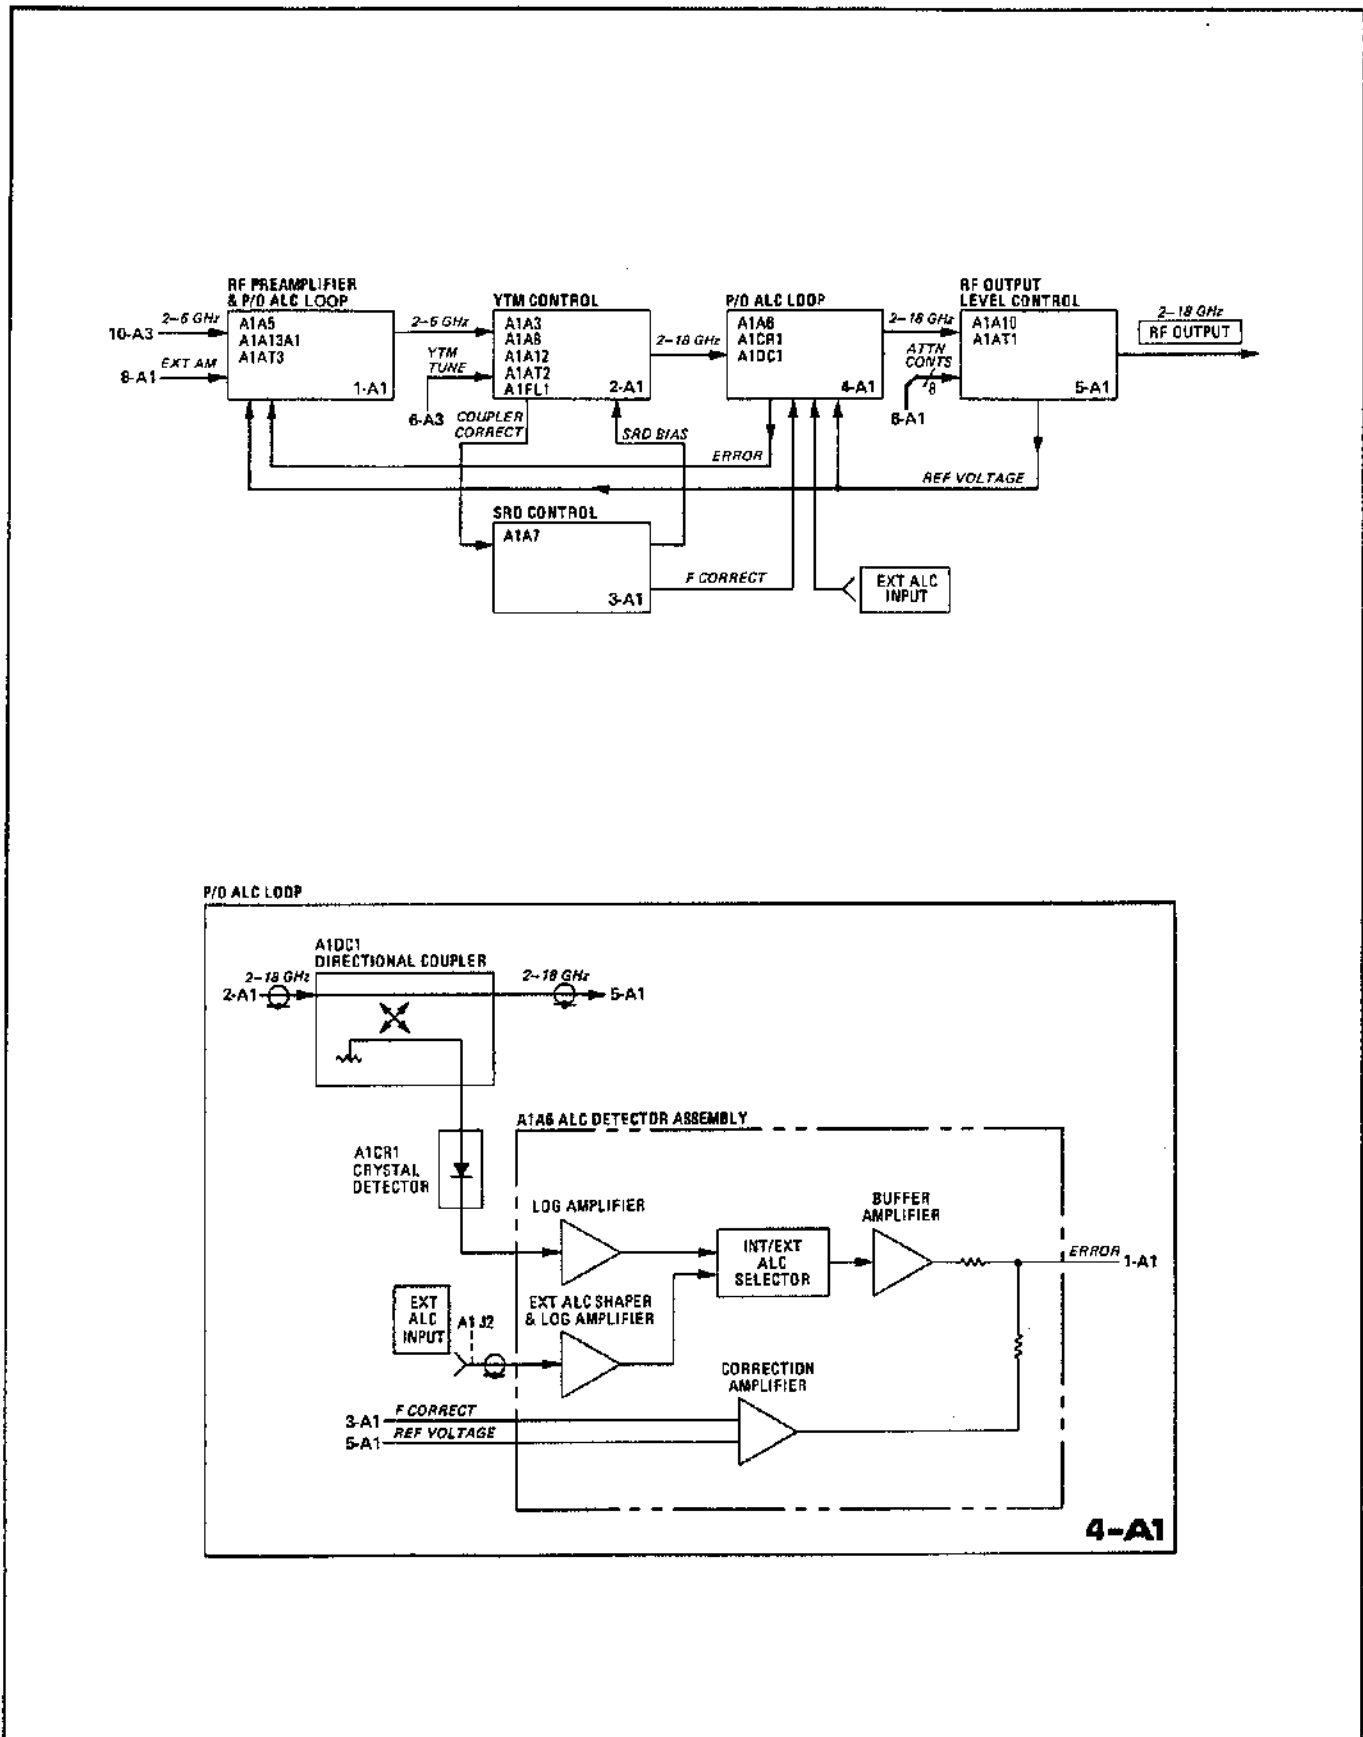 RF PREAMPLIFIER
& P/O ALC LOOP
10-A3
2–6 GHz
8-A1
EXT AM
A1A5
A1A13A1
A1AT3
1-A1
2–6 GHz
YTM
TUNE
6-A3
YTM CONTROL
A1A3
A1A8
A1A12
A1AT2
A1FL1
2-A1
COUPLER
CORRECT
SRD BIAS
2–18 GHz
P/O ALC LOOP
A1A6
A1CR1
A1DC1
4-A1
ERROR
2–18 GHz
ATTN
CONTS
8
6-A1
RF OUTPUT
LEVEL CONTROL
A1A10
A1AT1
5-A1
2–18 GHz
RF OUTPUT
REF VOLTAGE
SRD CONTROL
A1A7
3-A1
F CORRECT
EXT ALC
INPUT
P/O ALC LOOP
A1DC1
DIRECTIONAL COUPLER
2–18 GHz
2-A1
2–18 GHz
5-A1
A1CR1
CRYSTAL
DETECTOR
A1A6 ALC DETECTOR ASSEMBLY
LOG AMPLIFIER
INT/EXT
ALC
SELECTOR
BUFFER
AMPLIFIER
ERROR
1-A1
EXT
ALC
INPUT
A1J2
EXT ALC SHAPER
& LOG AMPLIFIER
CORRECTION
AMPLIFIER
3-A1
F CORRECT
5-A1
REF VOLTAGE
4-A1